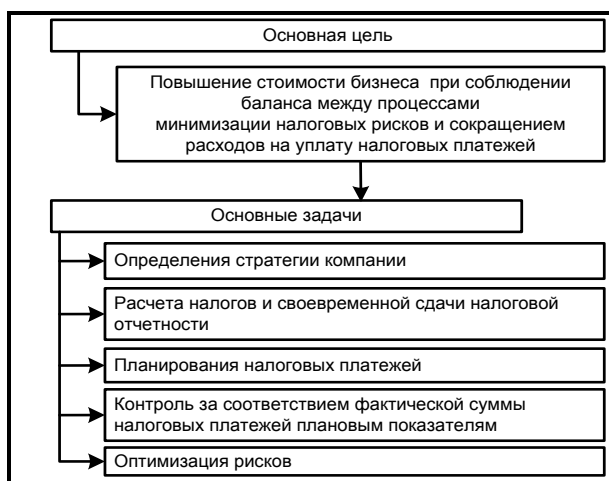 Основная цель
Повышение стоимости бизнеса при соблюдении
баланса между процессами
минимизации налоговых рисков и сокращением
расходов на уплату налоговых платежей
Основные задачи
Определения стратегии компании
Расчета налогов и своевременной сдачи налоговой
отчетности
Планирования налоговых платежей
Контроль за соответствием фактической суммы
налоговых платежей плановым показателям
Оптимизация рисков